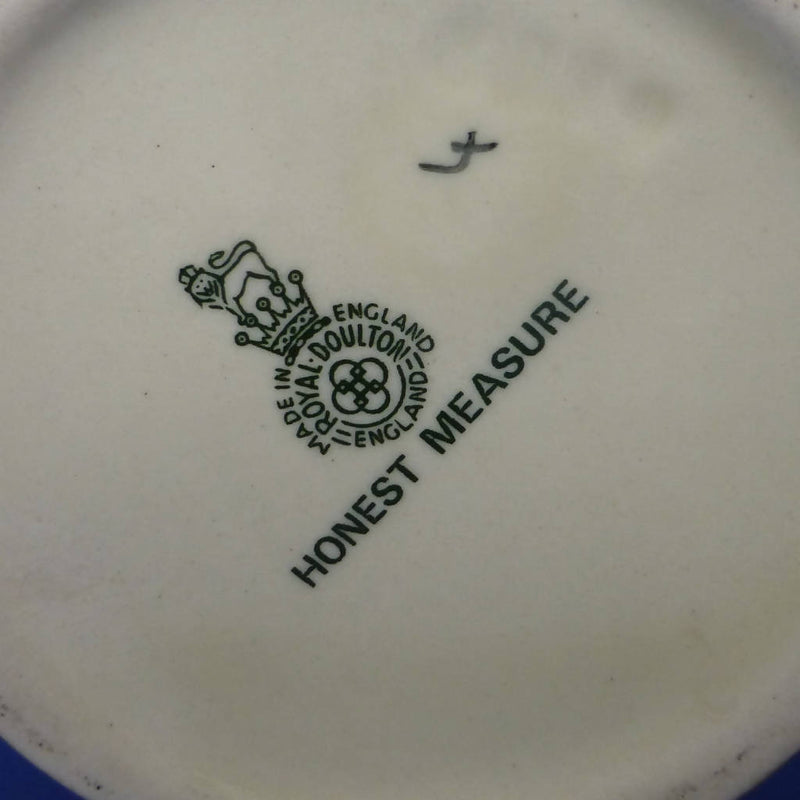 MADE IN ENGLAND
ROYAL·DOULTON
ENGLAND
HONEST MEASURE